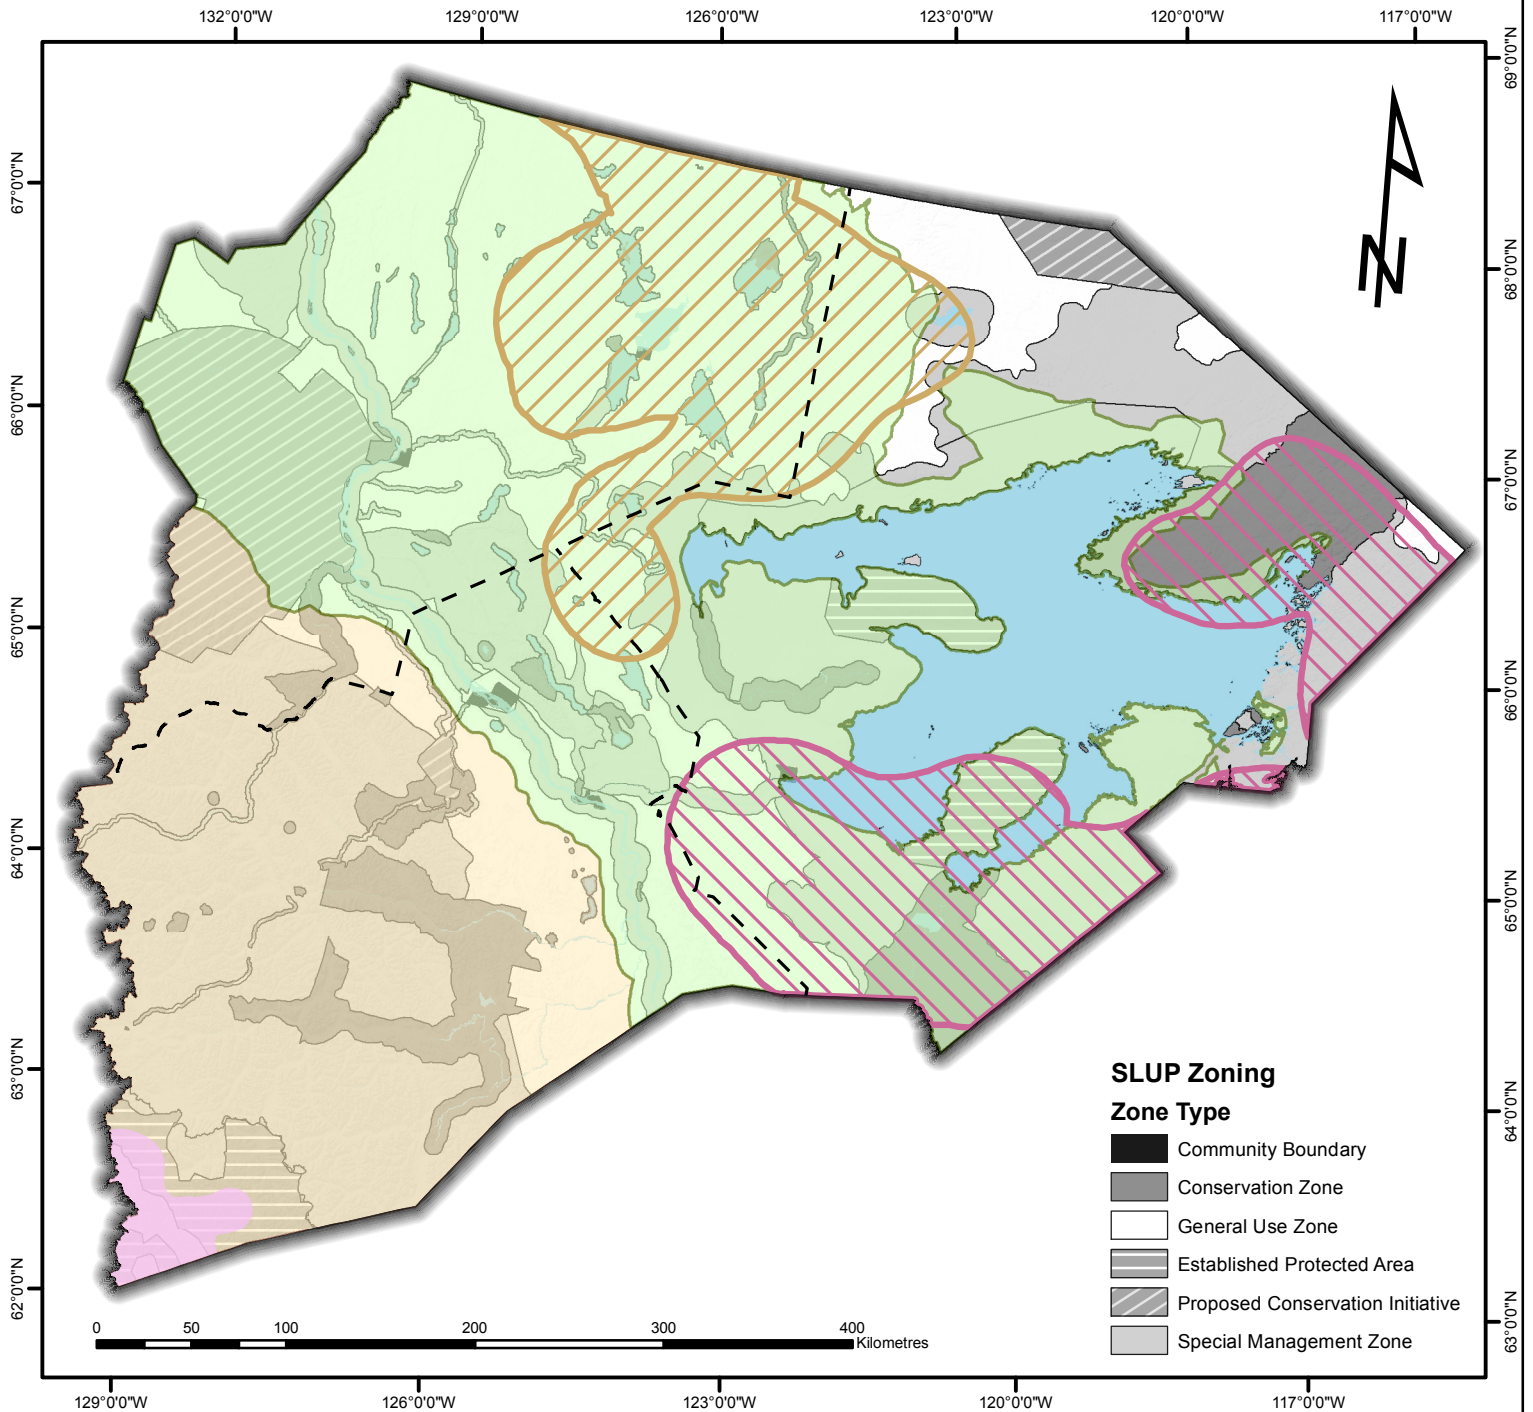 132°0'0"W 129°0'0"W 126°0'0"W 123°0'0"W 120°0'0"W 117°0'0"W
69°0'0"N
68°0'0"N
67°0'0"N
66°0'0"N
65°0'0"N
64°0'0"N
63°0'0"N
67°0'0"N
66°0'0"N
65°0'0"N
64°0'0"N
63°0'0"N
62°0'0"N
N
SLUP Zoning
Zone Type
Community Boundary
Conservation Zone
General Use Zone
Established Protected Area
Proposed Conservation Initiative
Special Management Zone
0 50 100 200 300 400
Kilometres
129°0'0"W 126°0'0"W 123°0'0"W 120°0'0"W 117°0'0"W